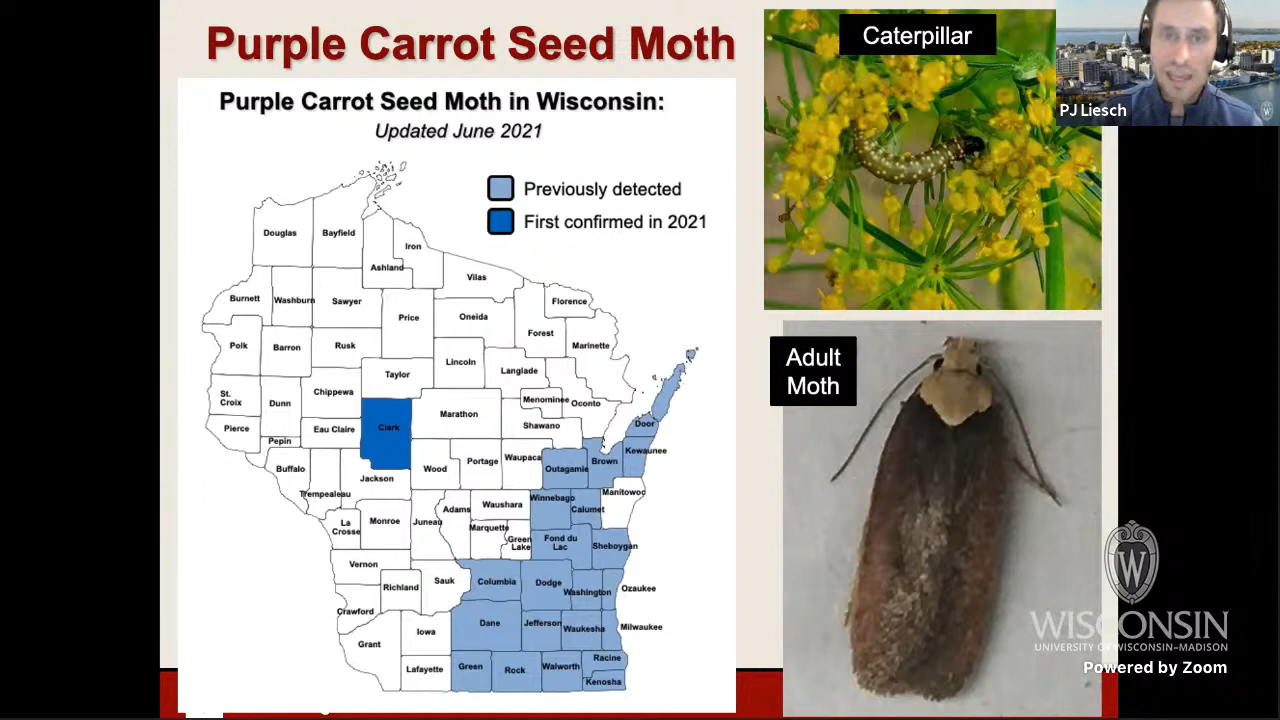 Purple Carrot Seed Moth
Purple Carrot Seed Moth in Wisconsin:
Updated June 2021
Previously detected
First confirmed in 2021
Douglas
Bayfield
Iron
Ashland
Vilas
Burnett
Washburn
Sawyer
Price
Oneida
Florence
Forest
Marinette
Polk
Barron
Rusk
Lincoln
Langlade
Taylor
St.
Croix
Dunn
Chippewa
Menominee
Oconto
Marathon
Pierce
Eau Claire
Clark
Shawano
Door
Pepin
Kewaunee
Buffalo
Jackson
Wood
Portage
Waupaca
Outagamie
Brown
Trempealeau
Manitowoc
Winnebago
Calumet
La
Crosse
Monroe
Juneau
Adams
Waushara
Marquette
Green
Lake
Fond du
Lac
Sheboygan
Vernon
Richland
Sauk
Columbia
Dodge
Washington
Ozaukee
Crawford
Grant
Iowa
Dane
Jefferson
Waukesha
Milwaukee
Lafayette
Green
Rock
Walworth
Racine
Kenosha
Caterpillar
PJ Liesch
Adult
Moth
W
WISCONSIN
UNIVERSITY OF WISCONSIN–MADISON
Powered by Zoom